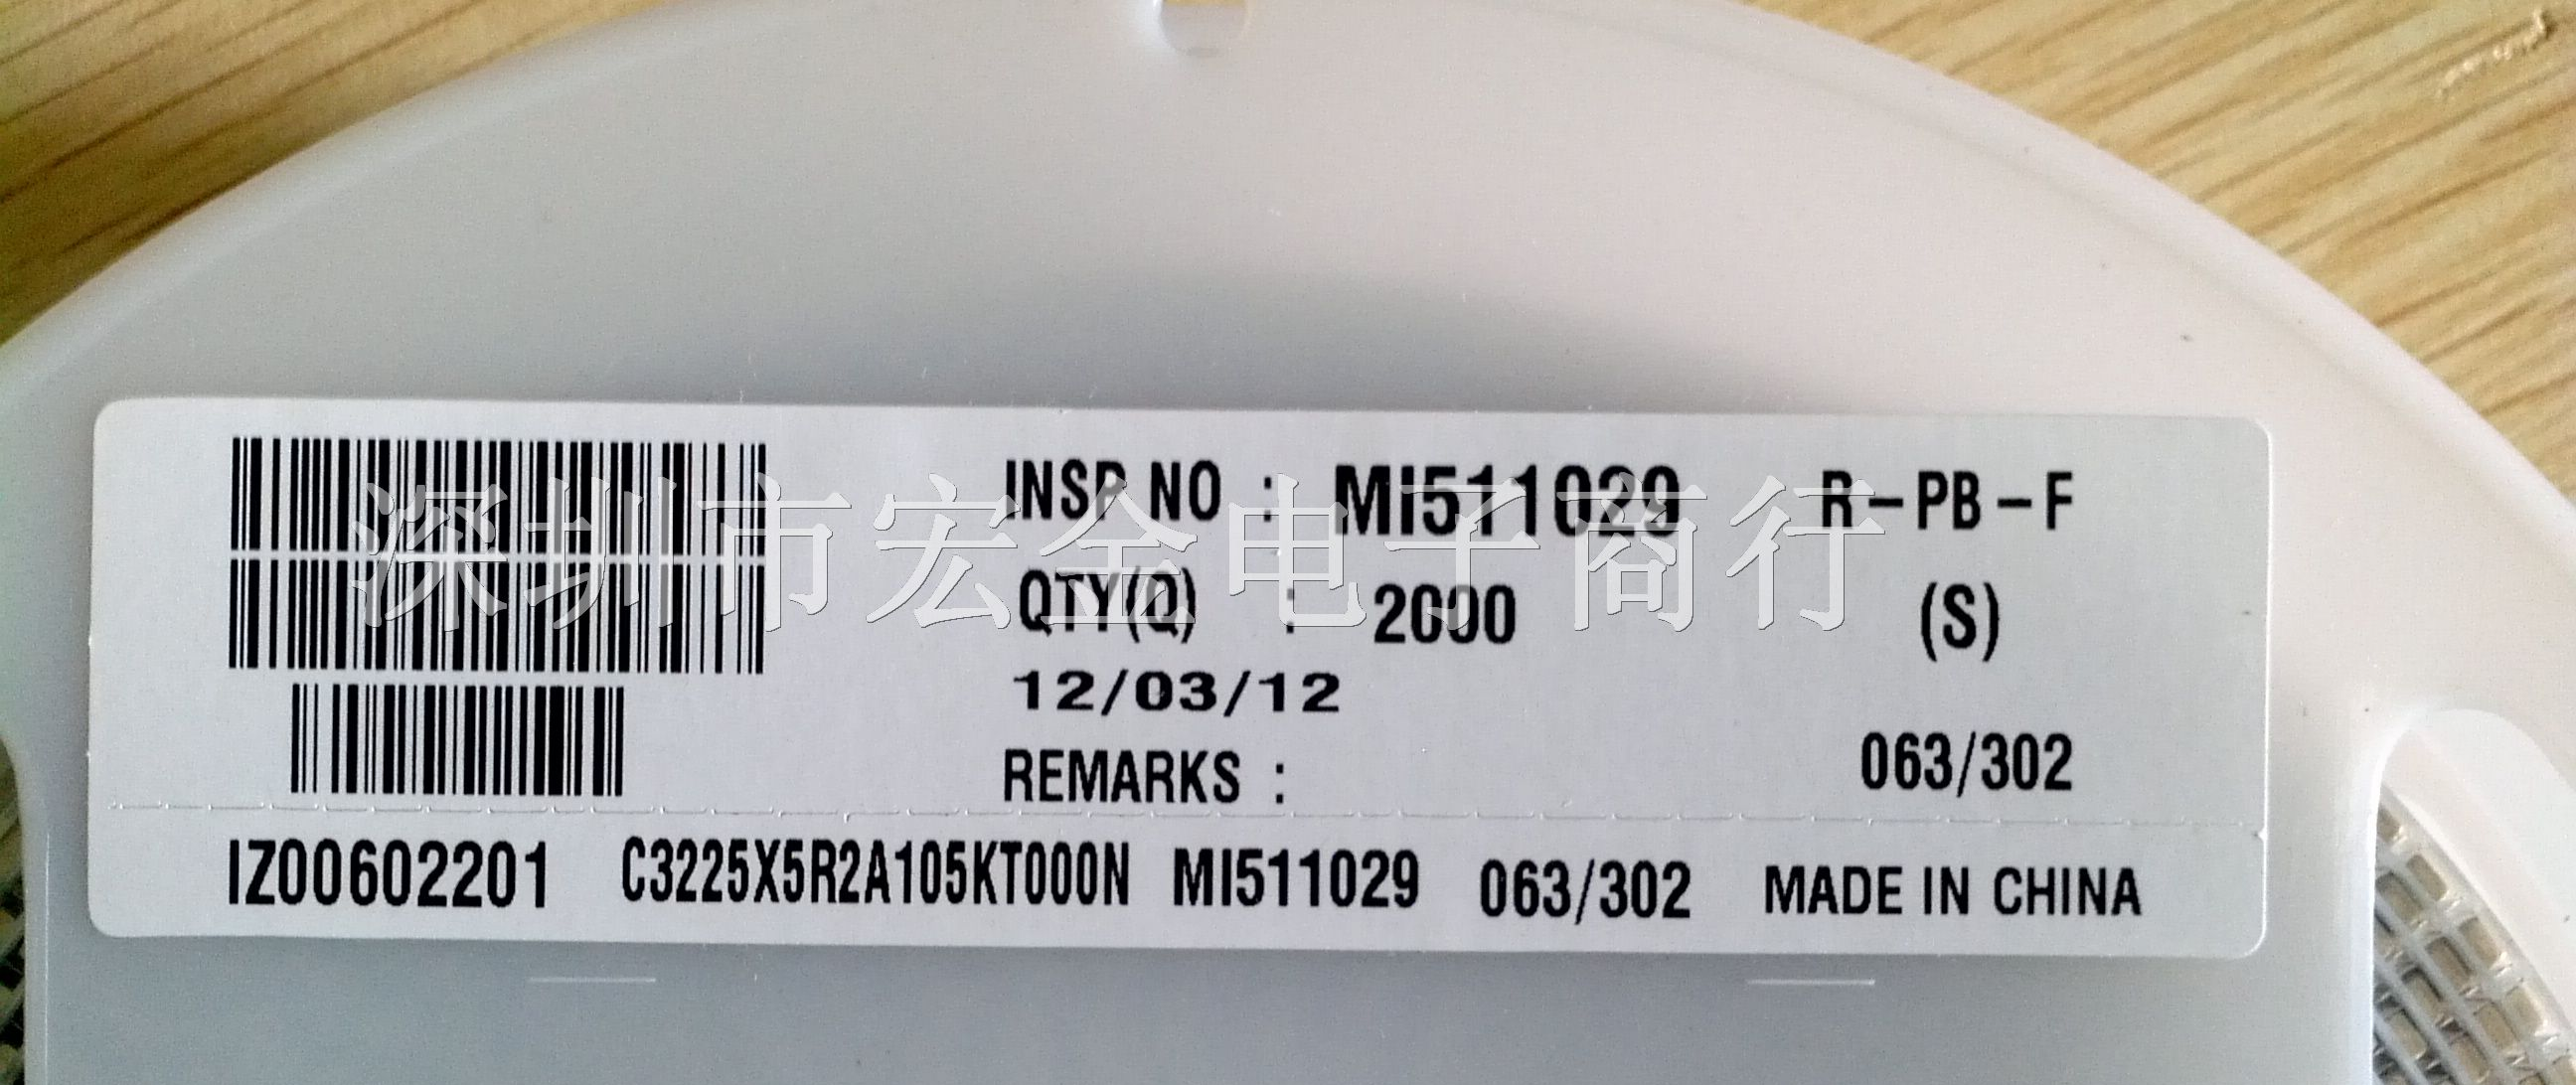 INSP NO : MI511029 R-PB-F
深圳市宏金电子商行
QTY(Q) : 2000 (S)
12/03/12
REMARKS : 063/302
IZ00602201 C3225X5R2A105KT000N MI511029 063/302 MADE IN CHINA